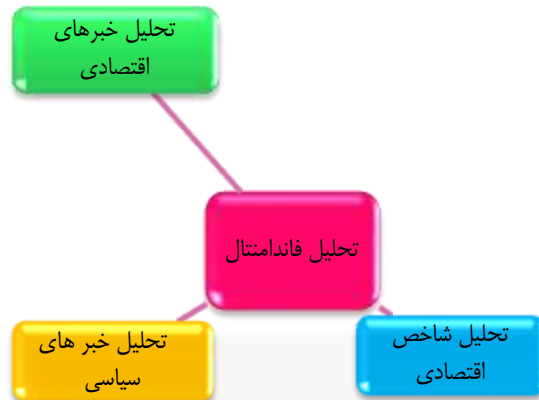 تحلیل خبرهای
اقتصادی
تحلیل فاندامنتال
تحلیل شاخص
اقتصادی
تحلیل خبر های
سیاسی